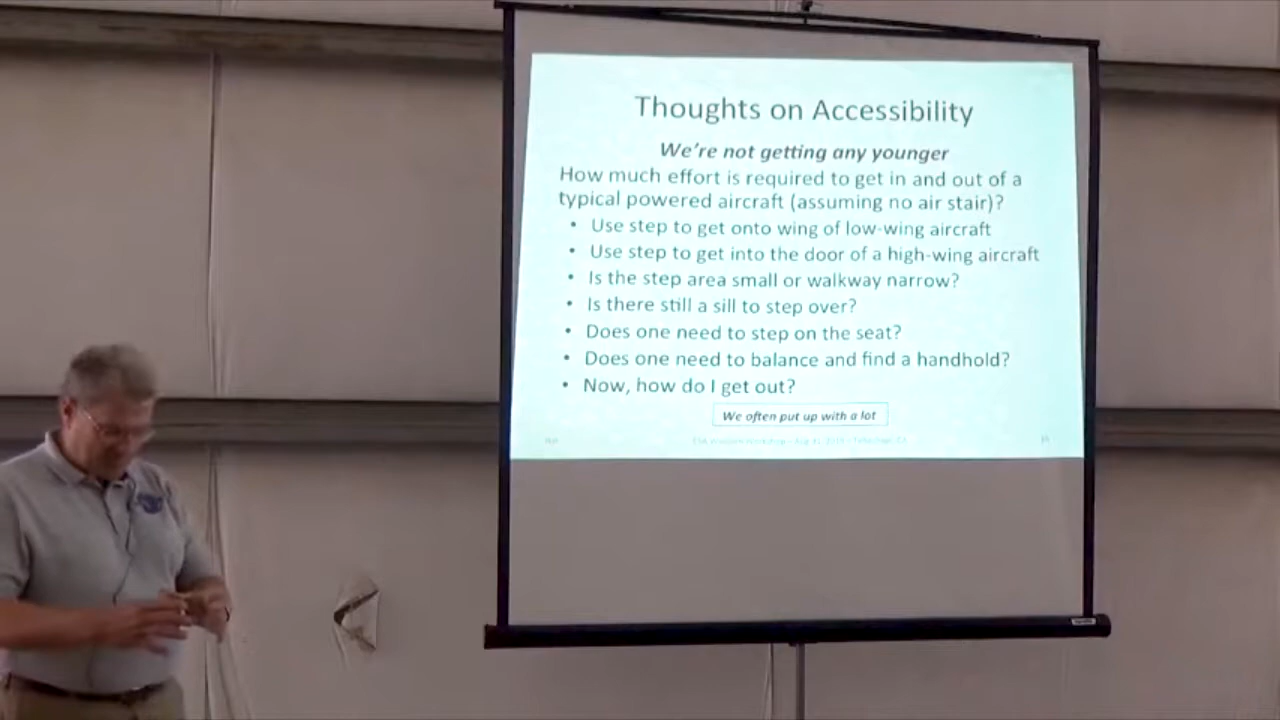 Thoughts on Accessibility
We're not getting any younger
How much effort is required to get in and out of a
typical powered aircraft (assuming no air stair)?
• Use step to get onto wing of low-wing aircraft
• Use step to get into the door of a high-wing aircraft
• Is the step area small or walkway narrow?
• Is there still a sill to step over?
• Does one need to step on the seat?
• Does one need to balance and find a handhold?
• Now, how do I get out?
We often put up with a lot